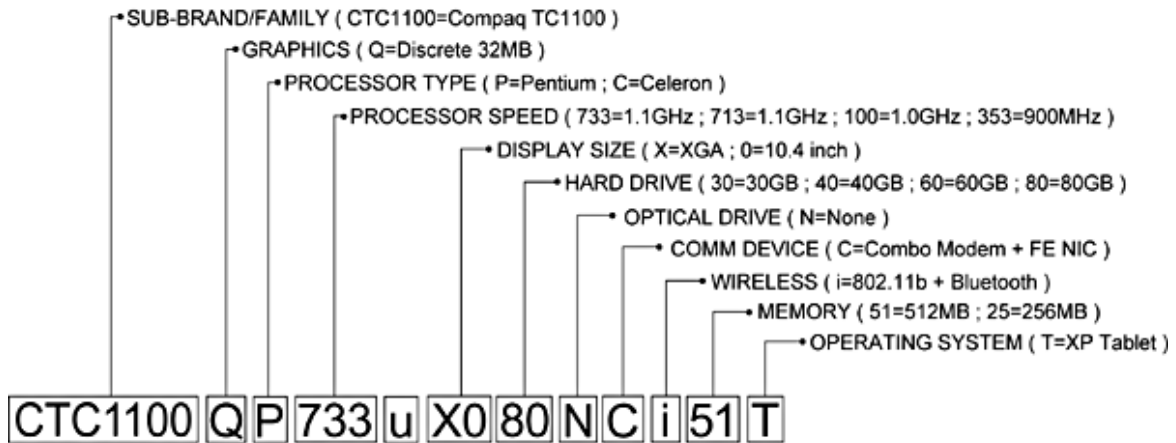 SUB-BRAND/FAMILY ( CTC1100=Compaq TC1100 )
GRAPHICS ( Q=Discrete 32MB )
PROCESSOR TYPE ( P=Pentium ; C=Celeron )
PROCESSOR SPEED ( 733=1.1GHz ; 713=1.1GHz ; 100=1.0GHz ; 353=900MHz )
DISPLAY SIZE ( X=XGA ; 0=10.4 inch )
HARD DRIVE ( 30=30GB ; 40=40GB ; 60=60GB ; 80=80GB )
OPTICAL DRIVE ( N=None )
COMM DEVICE ( C=Combo Modem + FE NIC )
WIRELESS ( i=802.11b + Bluetooth )
MEMORY ( 51=512MB ; 25=256MB )
OPERATING SYSTEM ( T=XP Tablet )
CTC1100 Q P 733 u X0 80 N C i 51 T